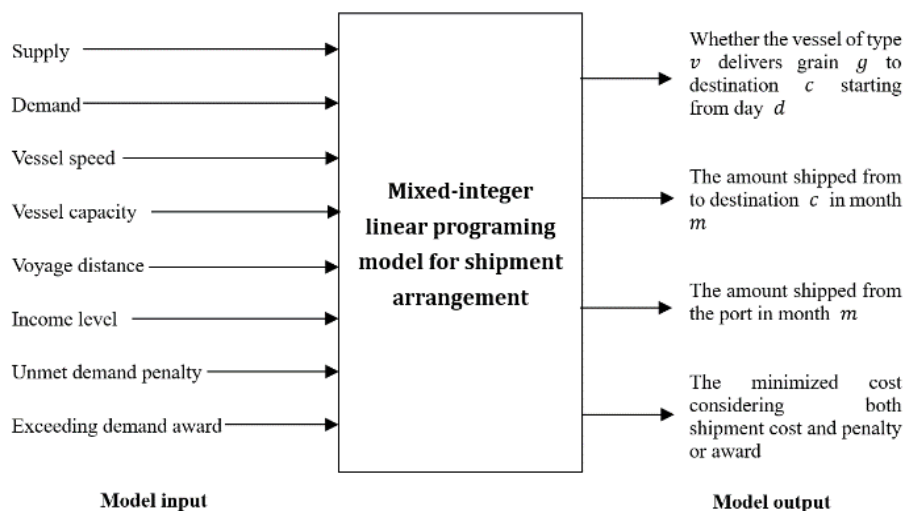 Supply
Demand
Vessel speed
Vessel capacity
Voyage distance
Income level
Unmet demand penalty
Exceeding demand award
Model input
Mixed-integer
linear programing
model for shipment
arrangement
Whether the vessel of type
v delivers grain g to
destination c starting
from day d
The amount shipped from
to destination c in month
m
The amount shipped from
the port in month m
The minimized cost
considering both
shipment cost and penalty
or award
Model output